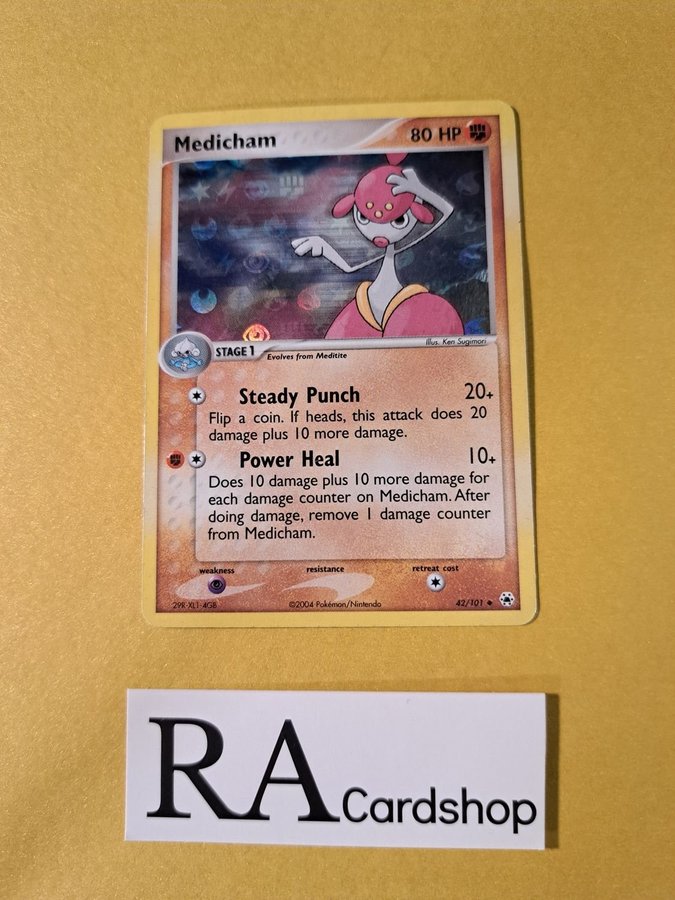 Medicham 80 HP
Illus. Ken Sugimori
STAGE 1 Evolves from Meditite
Steady Punch 20+
Flip a coin. If heads, this attack does 20
damage plus 10 more damage.
Power Heal 10+
Does 10 damage plus 10 more damage for
each damage counter on Medicham. After
doing damage, remove 1 damage counter
from Medicham.
weakness resistance retreat cost
29R-XL1-4GB ©2004 Pokémon/Nintendo 42/101
RA Cardshop